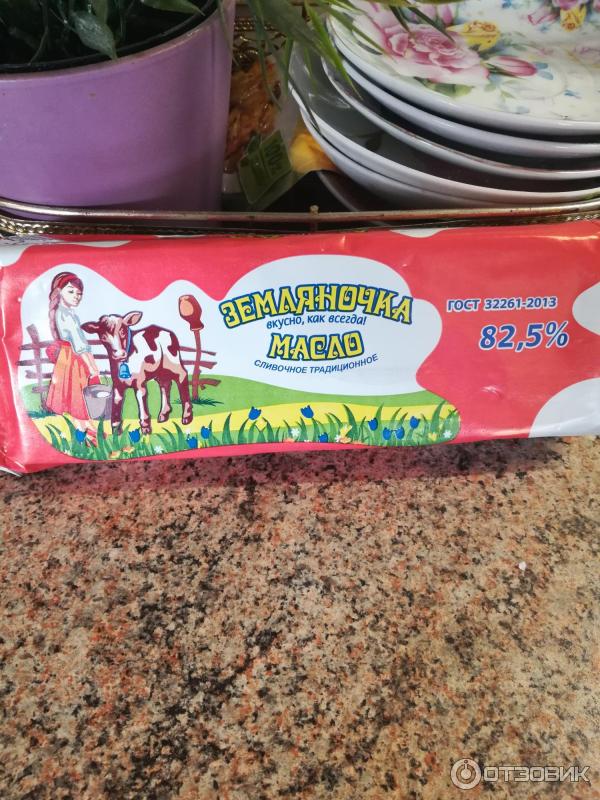 ЗЕМЛЯНОЧКА
вкусно, как всегда!
МАСЛО
СЛИВОЧНОЕ ТРАДИЦИОННОЕ
ГОСТ 32261-2013
82,5%
ОТЗОВИК